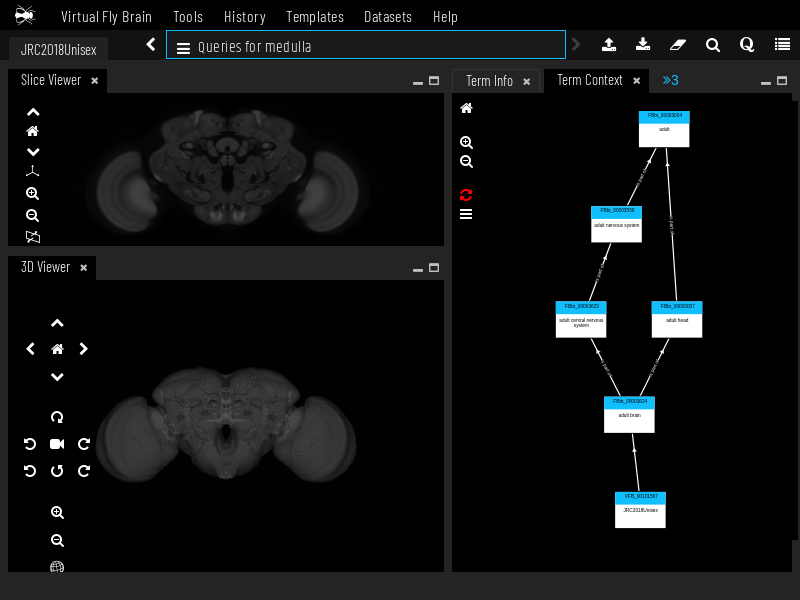 Virtual Fly Brain Tools History Templates Datasets Help
JRC2018Unisex
Queries for medulla
Slice Viewer
Term Info
Term Context
3
3D Viewer
FBbt_00003004
adult
adult nervous system
FBbt_00003623
adult central nervous
system
FBbt_00003007
adult head
FBbt_00003624
adult brain
VFB_00101567
JRC2018Unisex